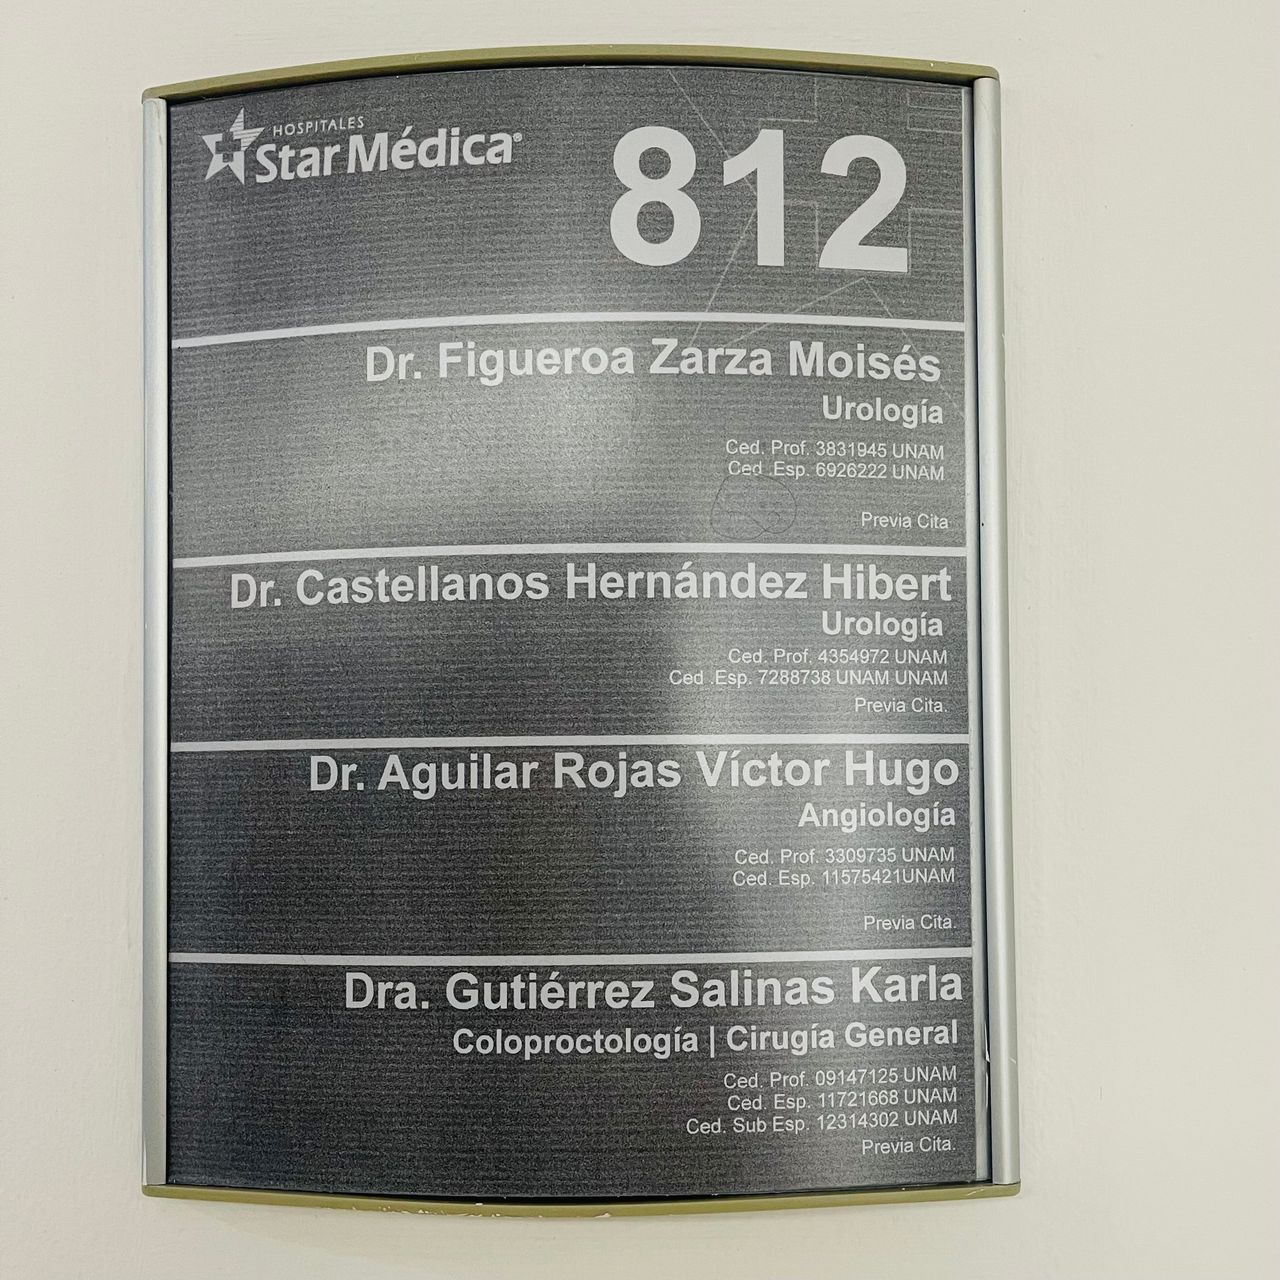 HOSPITALES
Star Médica®
812
Dr. Figueroa Zarza Moisés
Urología
Ced. Prof. 3831945 UNAM
Ced .Esp. 6926222 UNAM
Previa Cita
Dr. Castellanos Hernández Hibert
Urología
Ced. Prof. 4354972 UNAM
Ced .Esp. 7288738 UNAM UNAM
Previa Cita.
Dr. Aguilar Rojas Víctor Hugo
Angiología
Ced. Prof. 3309735 UNAM
Ced. Esp. 11575421UNAM
Previa Cita.
Dra. Gutiérrez Salinas Karla
Coloproctología | Cirugía General
Ced. Prof. 09147125 UNAM
Ced. Esp. 11721668 UNAM
Ced. Sub Esp. 12314302 UNAM
Previa Cita.